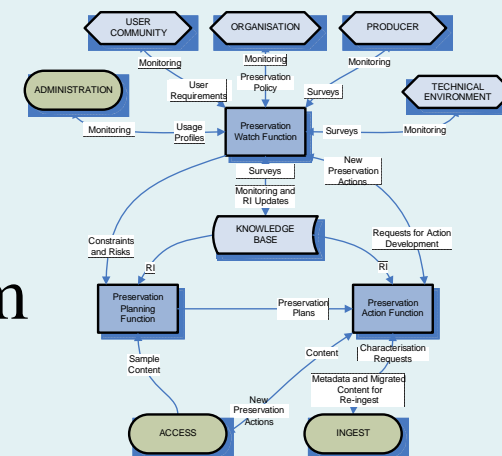 USER
COMMUNITY
ORGANISATION
PRODUCER
Monitoring
Monitoring
Monitoring
Preservation
Policy
User
Requirements
Surveys
ADMINISTRATION
TECHNICAL
ENVIRONMENT
Monitoring
Usage
Profiles
Preservation
Watch Function
Surveys
Monitoring
Surveys
New
Preservation
Actions
Monitoring and
RI Updates
Constraints
and Risks
KNOWLEDGE
BASE
Requests for Action
Development
RI
RI
Preservation
Planning
Function
Preservation
Plans
Preservation
Action Function
Sample
Content
Content
Characterisation
Requests
Metadata and Migrated
Content for
Re-ingest
New
Preservation
Actions
ACCESS
INGEST